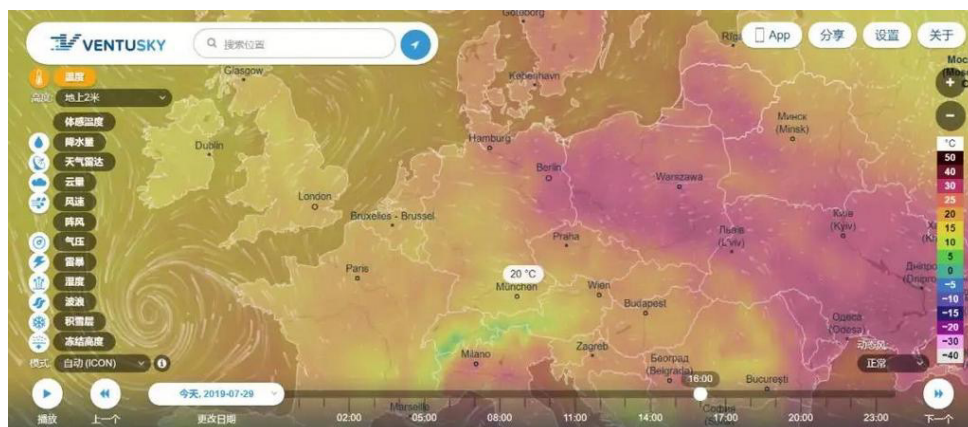 Göteborg
VENTUSKY
搜索位置
App
分享
设置
关于
温度
高度:
地上2米
体感温度
降水量
天气雷达
云量
风速
阵风
气压
雷暴
湿度
波浪
积雪层
冻结高度
模式:
自动 (ICON)
Glasgow
København
Dublin
Hamburg
Минск
(Minsk)
Berlin
Warszawa
London
Bruxelles - Brussel
Київ
(Kyiv)
Львів
(L'viv)
Praha
Paris
20 °C
München
Wien
Budapest
Одеса
(Odesa)
Milano
Zagreb
Београд
(Belgrade)
București
Marseille
°C
50
40
30
25
20
15
10
5
0
−5
−10
−15
−20
−30
−40
正常
播放
上一个
今天, 2019-07-29
更改日期
16:00
02:00
05:00
08:00
11:00
14:00
17:00
20:00
23:00
下一个